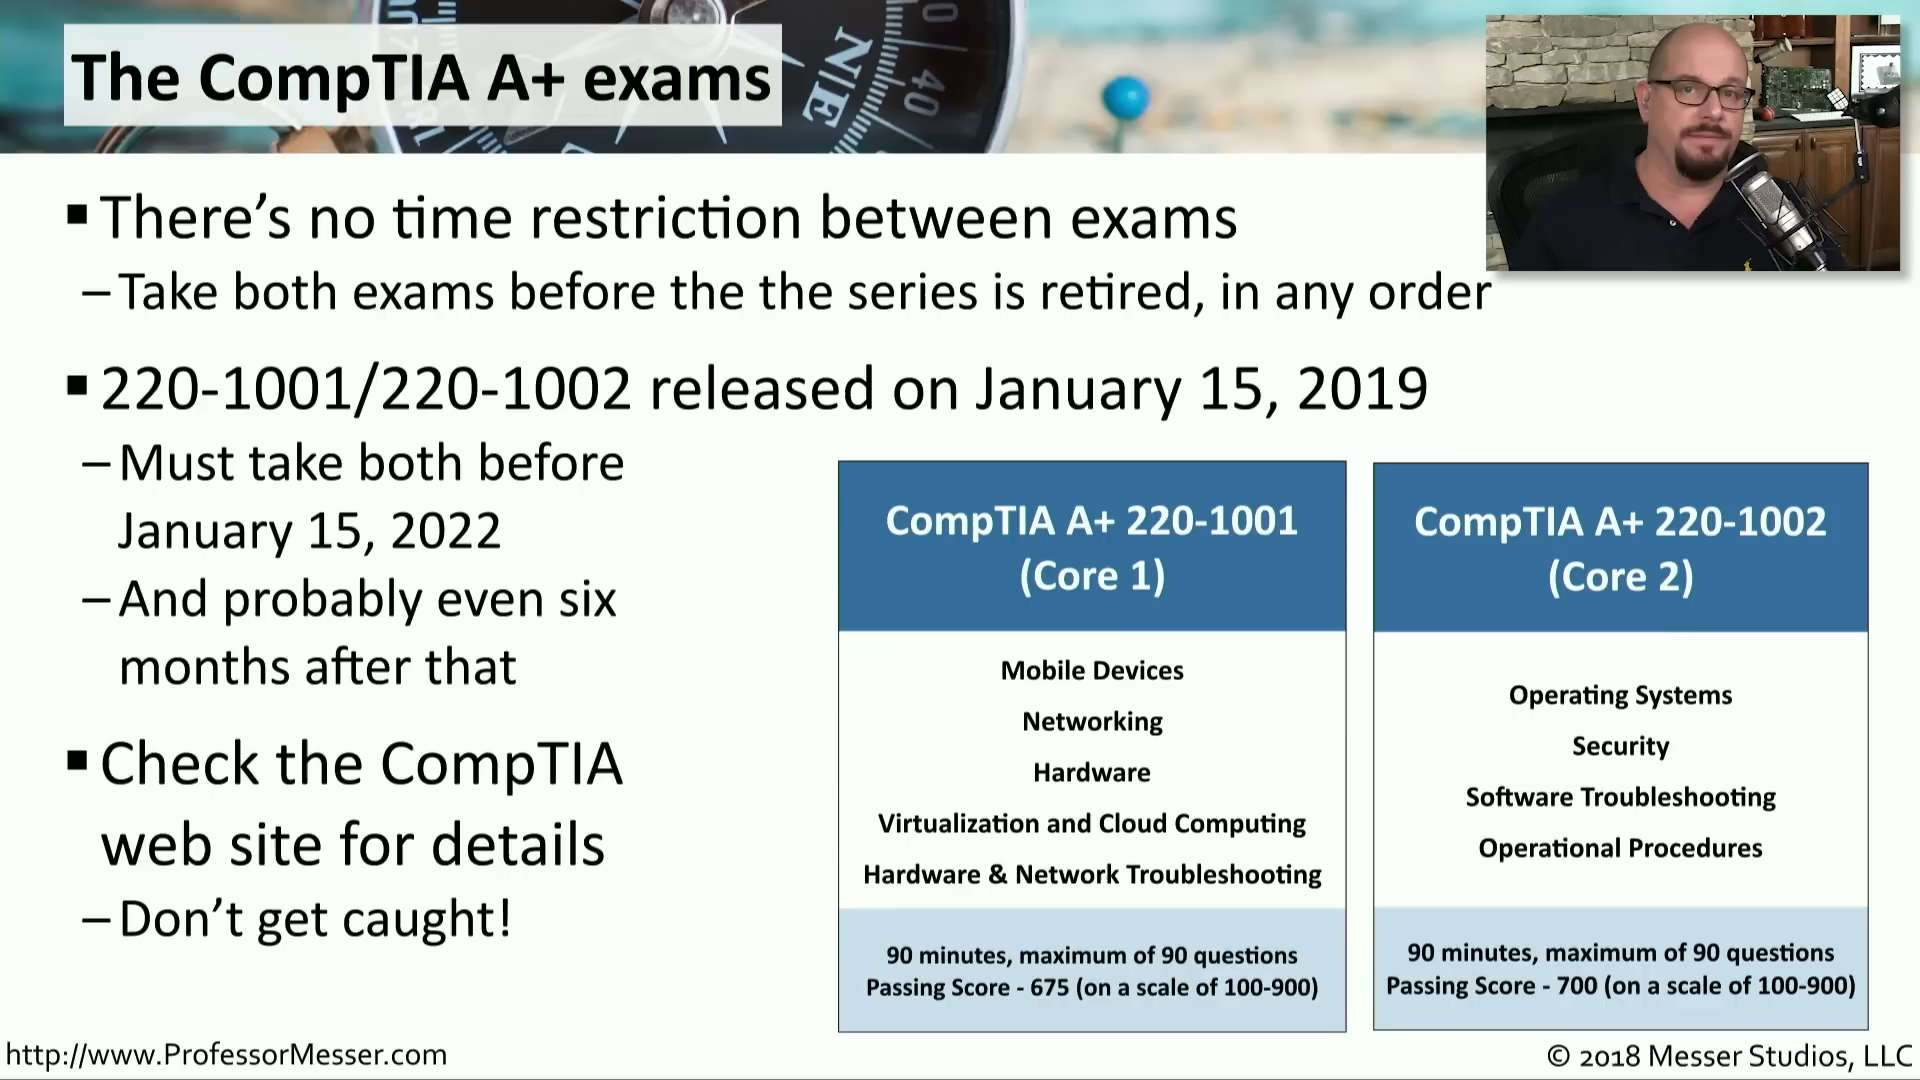 The CompTIA A+ exams
NE
40
▪ There's no time restriction between exams
– Take both exams before the the series is retired, in any order
▪ 220-1001/220-1002 released on January 15, 2019
– Must take both before
January 15, 2022
– And probably even six
months after that
▪ Check the CompTIA
web site for details
– Don't get caught!
CompTIA A+ 220-1001
(Core 1)
Mobile Devices
Networking
Hardware
Virtualization and Cloud Computing
Hardware & Network Troubleshooting
90 minutes, maximum of 90 questions
Passing Score - 675 (on a scale of 100-900)
CompTIA A+ 220-1002
(Core 2)
Operating Systems
Security
Software Troubleshooting
Operational Procedures
90 minutes, maximum of 90 questions
Passing Score - 700 (on a scale of 100-900)
http://www.ProfessorMesser.com
© 2018 Messer Studios, LLC